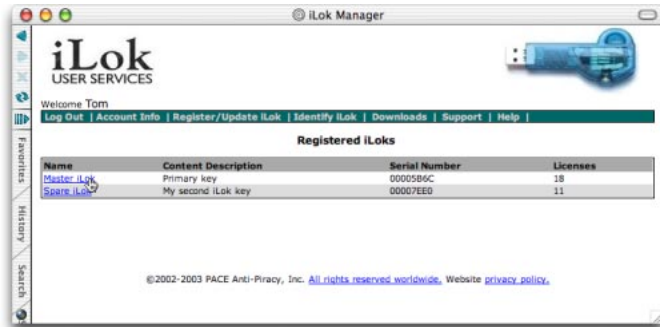 iLok Manager
iLok
USER SERVICES
Welcome Tom
Log Out | Account Info | Register/Update iLok | Identify iLok | Downloads | Support | Help |
Registered iLoks
Name Content Description Serial Number Licenses
Master iLok Primary key 00005B6C 18
Spare iLok My second iLok key 00007EE0 11
©2002-2003 PACE Anti-Piracy, Inc. All rights reserved worldwide. Website privacy policy.
Favorites
History
Search